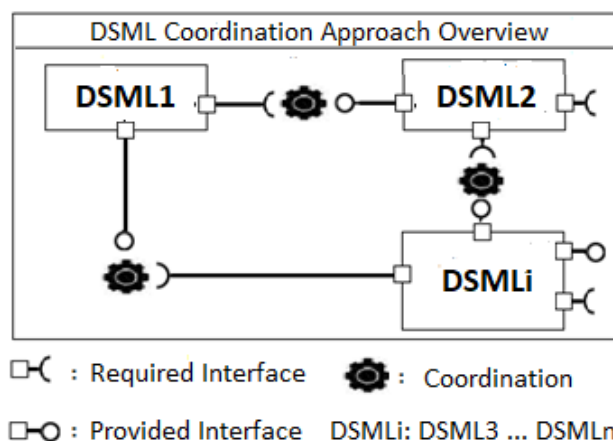 DSML Coordination Approach Overview
DSML1
DSML2
DSMLi
: Required Interface
: Coordination
: Provided Interface
DSMLi: DSML3 ... DSMLn